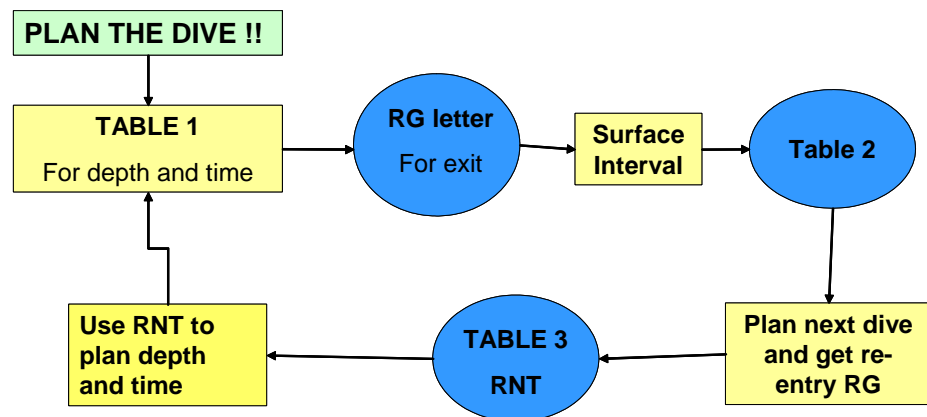 PLAN THE DIVE !!
TABLE 1
For depth and time
RG letter
For exit
Surface
Interval
Table 2
Plan next dive
and get re-
entry RG
TABLE 3
RNT
Use RNT to
plan depth
and time